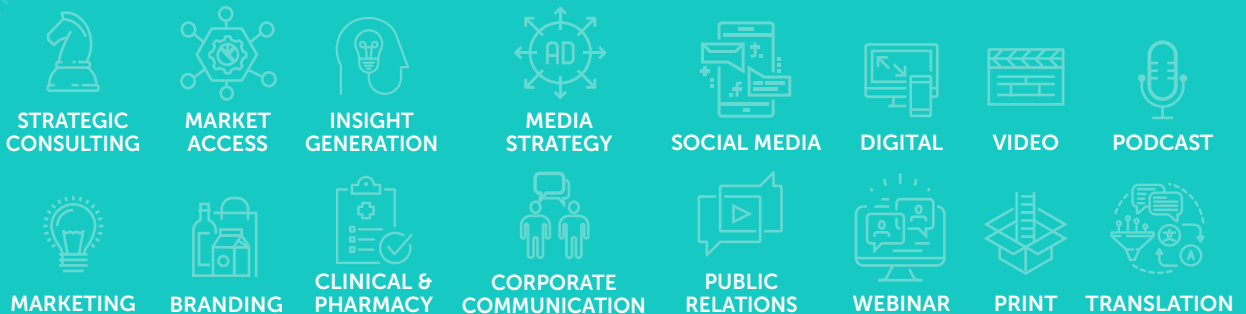 AD
STRATEGIC
CONSULTING
MARKET
ACCESS
INSIGHT
GENERATION
MEDIA
STRATEGY
SOCIAL MEDIA
DIGITAL
VIDEO
PODCAST
MARKETING
BRANDING
CLINICAL &
PHARMACY
CORPORATE
COMMUNICATION
PUBLIC
RELATIONS
WEBINAR
PRINT
A
TRANSLATION